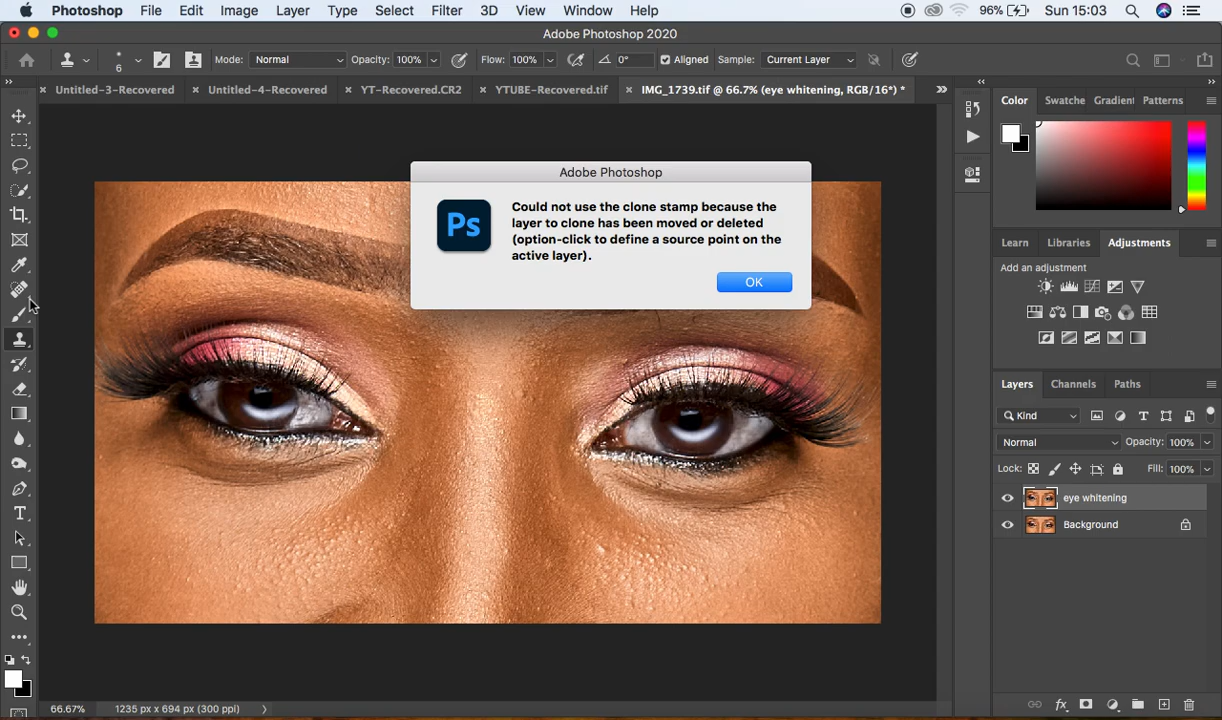 Photoshop File Edit Image Layer Type Select Filter 3D View Window Help 96% Sun 15:03
Adobe Photoshop 2020
6 Mode: Normal Opacity: 100% Flow: 100% 0° Aligned Sample: Current Layer
Untitled-3-Recovered Untitled-4-Recovered YT-Recovered.CR2 YTUBE-Recovered.tif IMG_1739.tif @ 66.7% (eye whitening, RGB/16*) *
Color Swatche Gradient Patterns
Adobe Photoshop
Ps
Could not use the clone stamp because the
layer to clone has been moved or deleted
(option-click to define a source point on the
active layer).
OK
Learn Libraries Adjustments
Add an adjustment
Layers Channels Paths
Kind
Normal Opacity: 100%
Lock: Fill: 100%
eye whitening
Background
66.67% 1235 px x 694 px (300 ppi)